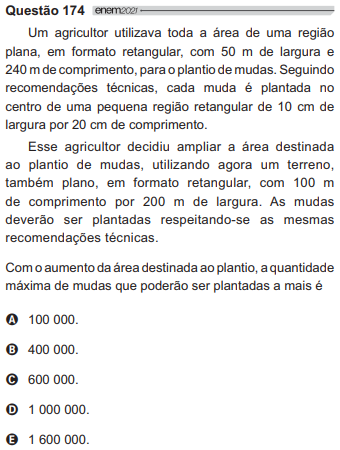 Questão 174 enem2021
Um agricultor utilizava toda a área de uma região
plana, em formato retangular, com 50 m de largura e
240 m de comprimento, para o plantio de mudas. Seguindo
recomendações técnicas, cada muda é plantada no
centro de uma pequena região retangular de 10 cm de
largura por 20 cm de comprimento.
Esse agricultor decidiu ampliar a área destinada
ao plantio de mudas, utilizando agora um terreno,
também plano, em formato retangular, com 100 m
de comprimento por 200 m de largura. As mudas
deverão ser plantadas respeitando-se as mesmas
recomendações técnicas.
Com o aumento da área destinada ao plantio, a quantidade
máxima de mudas que poderão ser plantadas a mais é
A 100 000.
B 400 000.
C 600 000.
D 1 000 000.
E 1 600 000.